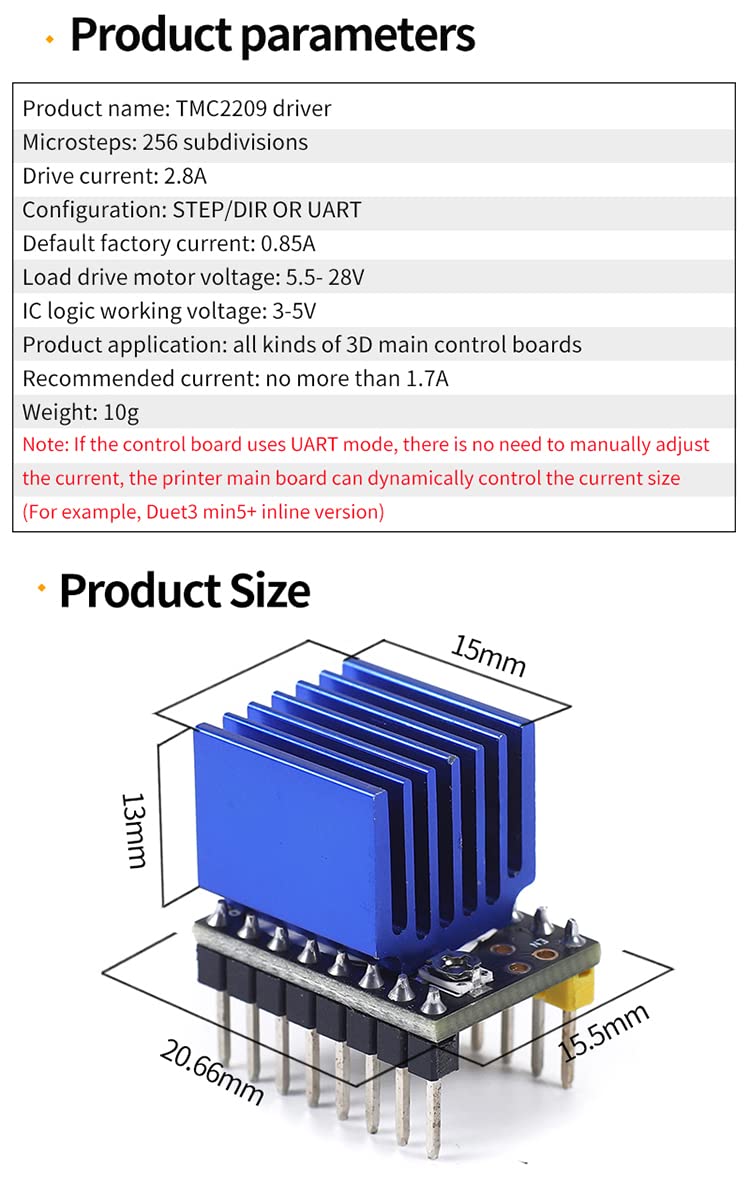 Product parameters
Product name: TMC2209 driver
Microsteps: 256 subdivisions
Drive current: 2.8A
Configuration: STEP/DIR OR UART
Default factory current: 0.85A
Load drive motor voltage: 5.5- 28V
IC logic working voltage: 3-5V
Product application: all kinds of 3D main control boards
Recommended current: no more than 1.7A
Weight: 10g
Note: If the control board uses UART mode, there is no need to manually adjust
the current, the printer main board can dynamically control the current size
(For example, Duet3 min5+ inline version)
Product Size
15mm
13mm
EN
20.66mm
15.5mm